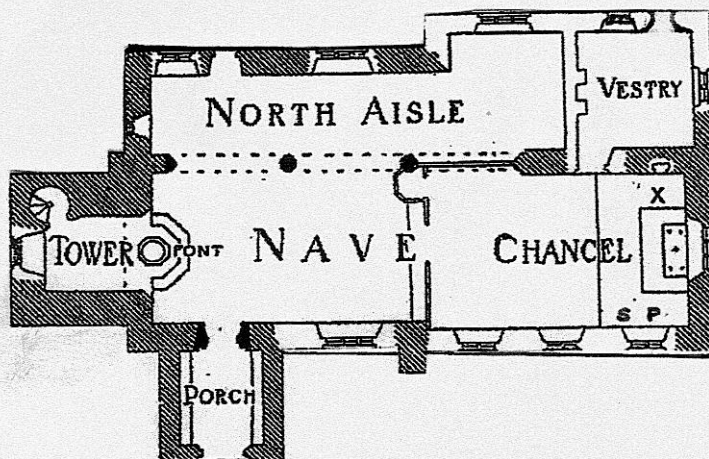 VESTRY
NORTH AISLE
X
TOWER
FONT
NAVE
CHANCEL
S P
PORCH